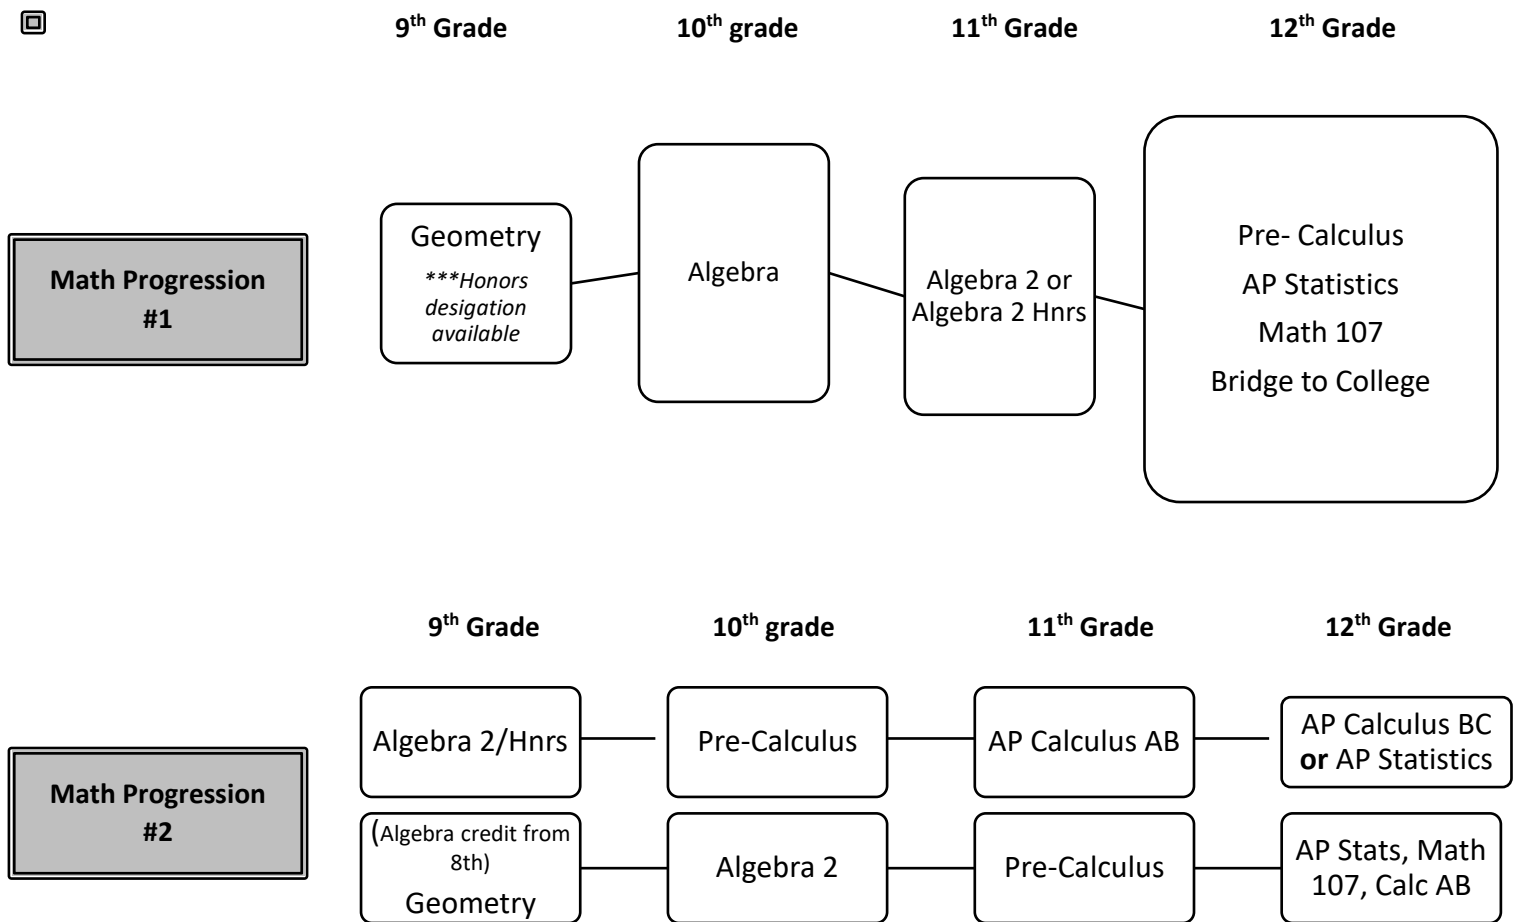 9th Grade
10th grade
11th Grade
12th Grade
Math Progression
#1
Geometry
***Honors
desigation
available
Algebra
Algebra 2 or
Algebra 2 Hnrs
Pre- Calculus
AP Statistics
Math 107
Bridge to College
9th Grade
10th grade
11th Grade
12th Grade
Math Progression
#2
Algebra 2/Hnrs
Pre-Calculus
AP Calculus AB
AP Calculus BC
or AP Statistics
(Algebra credit from
8th)
Geometry
Algebra 2
Pre-Calculus
AP Stats, Math
107, Calc AB